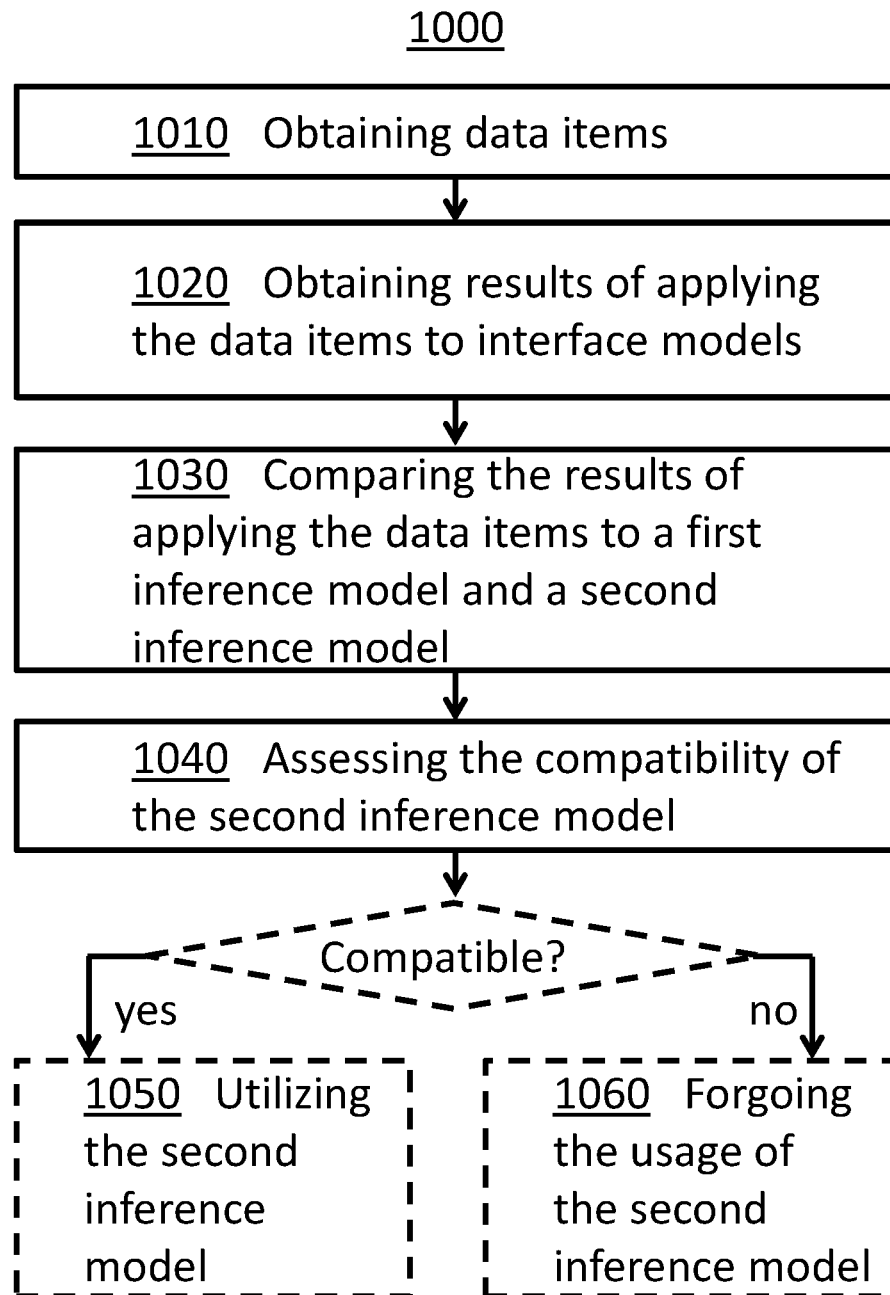 1000
1010 Obtaining data items
1020 Obtaining results of applying
the data items to interface models
1030 Comparing the results of
applying the data items to a first
inference model and a second
inference model
1040 Assessing the compatibility of
the second inference model
Compatible?
yes
no
1050 Utilizing
the second
inference
model
1060 Forgoing
the usage of
the second
inference model